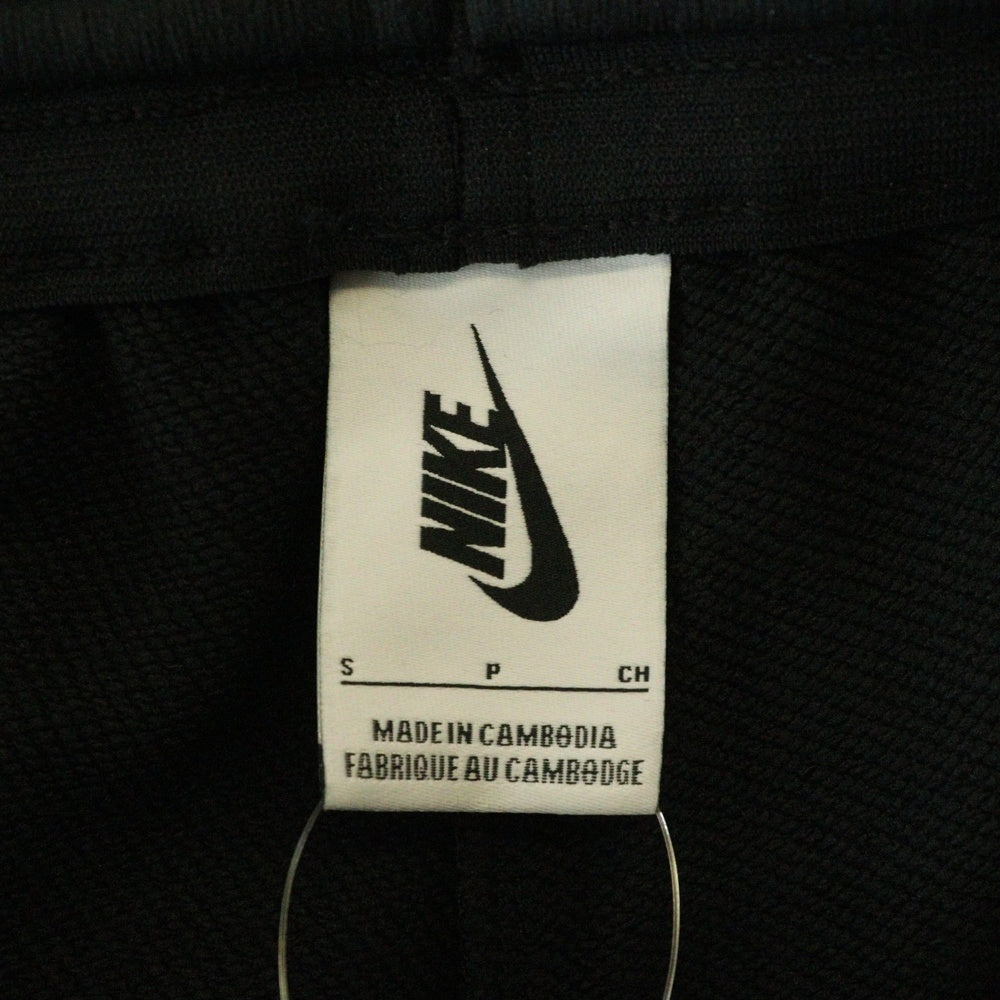 NIKE
S P CH
MADE IN CAMBODIA
FABRIQUE AU CAMBODGE